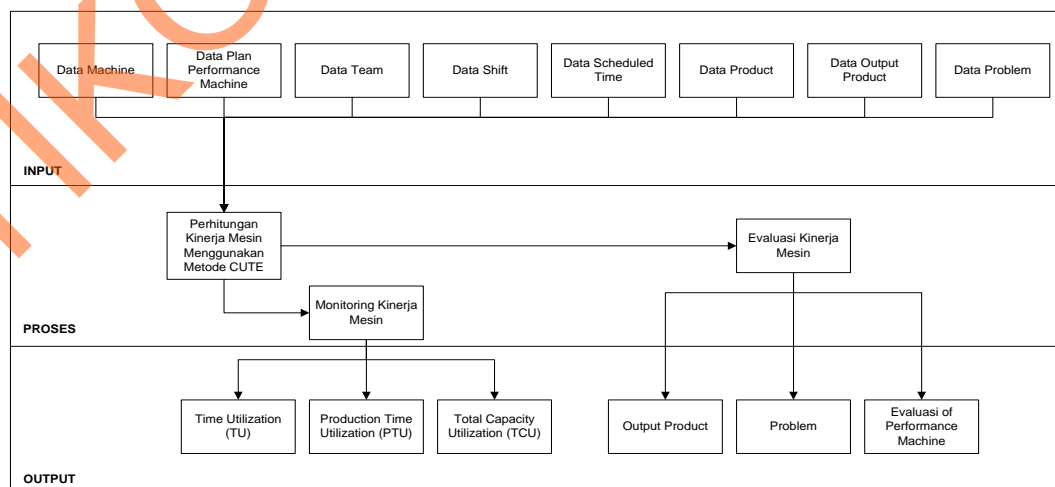 Data Machine
Data Plan
Performance
Machine
Data Team
Data Shift
Data Scheduled
Time
Data Product
Data Output
Product
Data Problem
INPUT
Perhitungan
Kinerja Mesin
Menggunakan
Metode CUTE
Evaluasi Kinerja
Mesin
Monitoring Kinerja
Mesin
PROSES
Time Utilization
(TU)
Production Time
Utilization (PTU)
Total Capacity
Utilization (TCU)
Output Product
Problem
Evaluasi of
Performance
Machine
OUTPUT